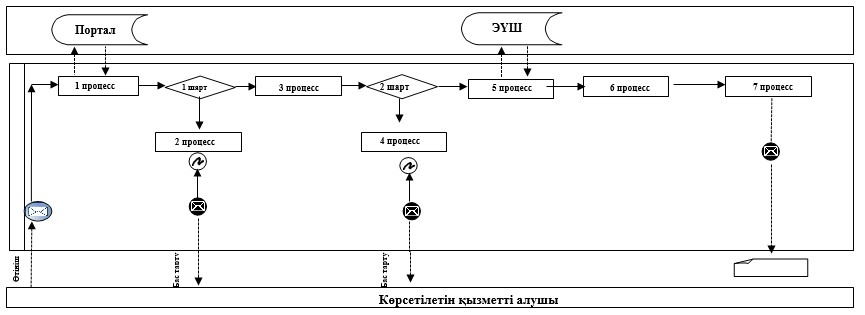 Портал
ЭҮШ
1 процесс
1 шарт
3 процесс
2 шарт
5 процесс
6 процесс
7 процесс
2 процесс
4 процесс
Өтініш
Бас тарту
Бас тарту
Көрсетілетін қызметті алушы